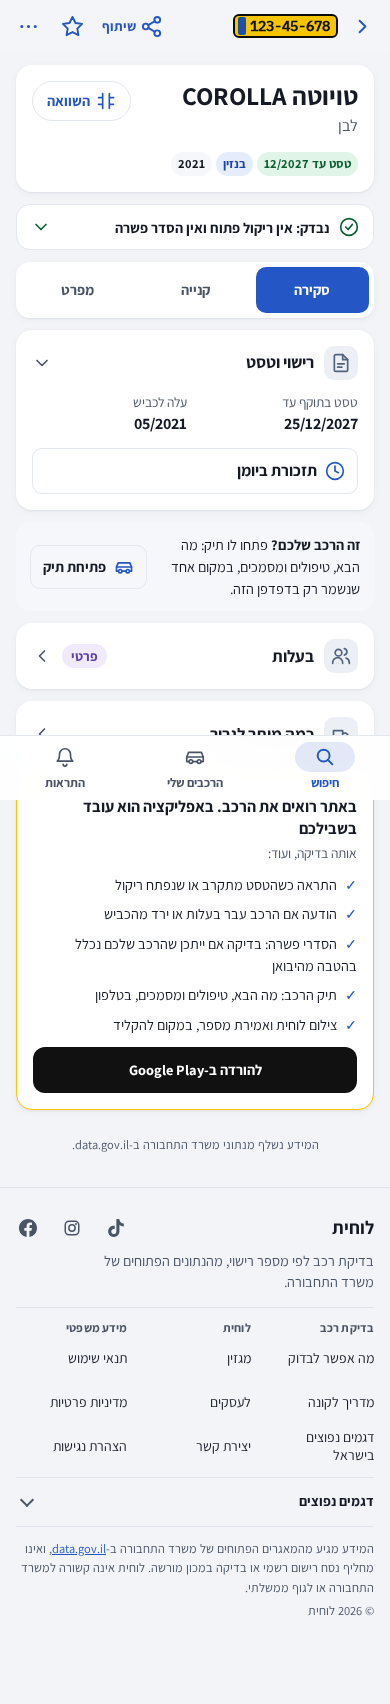 123-45-678
שיתוף
טויוטה COROLLA
השוואה
לבן
טסט עד 12/2027
בנזין
2021
נבדק: אין ריקול פתוח ואין הסדר פשרה
סקירה
קנייה
מפרט
רישוי וטסט
טסט בתוקף עד
עלה לכביש
25/12/2027
05/2021
תזכורת ביומן
זה הרכב שלכם? פתחו לו תיק: מה
הבא, טיפולים ומסמכים, במקום אחד
שנשמר רק בדפדפן הזה.
פתיחת תיק
בעלות
פרטי
חיפוש
הרכבים שלי
התראות
באתר רואים את הרכב. באפליקציה הוא עובד
בשבילכם
אותה בדיקה, ועוד:
✓ התראה כשהטסט מתקרב או שנפתח ריקול
✓ הודעה אם הרכב עבר בעלות או ירד מהכביש
✓ הסדרי פשרה: בדיקה אם ייתכן שהרכב שלכם נכלל
בהטבה מהיבואן
✓ תיק הרכב: מה הבא, טיפולים ומסמכים, בטלפון
✓ צילום לוחית ואמירת מספר, במקום להקליד
להורדה ב-Google Play
המידע נשלף מנתוני משרד התחבורה ב-data.gov.il.
לוחית
בדיקת רכב לפי מספר רישוי, מהנתונים הפתוחים של
משרד התחבורה.
בדיקת רכב
לוחית
מידע משפטי
מה אפשר לבדוק
מגזין
תנאי שימוש
מדריך לקונה
לעסקים
מדיניות פרטיות
דגמים נפוצים
בישראל
יצירת קשר
הצהרת נגישות
דגמים נפוצים
המידע מגיע מהמאגרים הפתוחים של משרד התחבורה ב-data.gov.il, ואינו
מחליף נסח רישום רשמי או בדיקה במכון מורשה. לוחית אינה קשורה למשרד
התחבורה או לגוף ממשלתי.
© 2026 לוחית